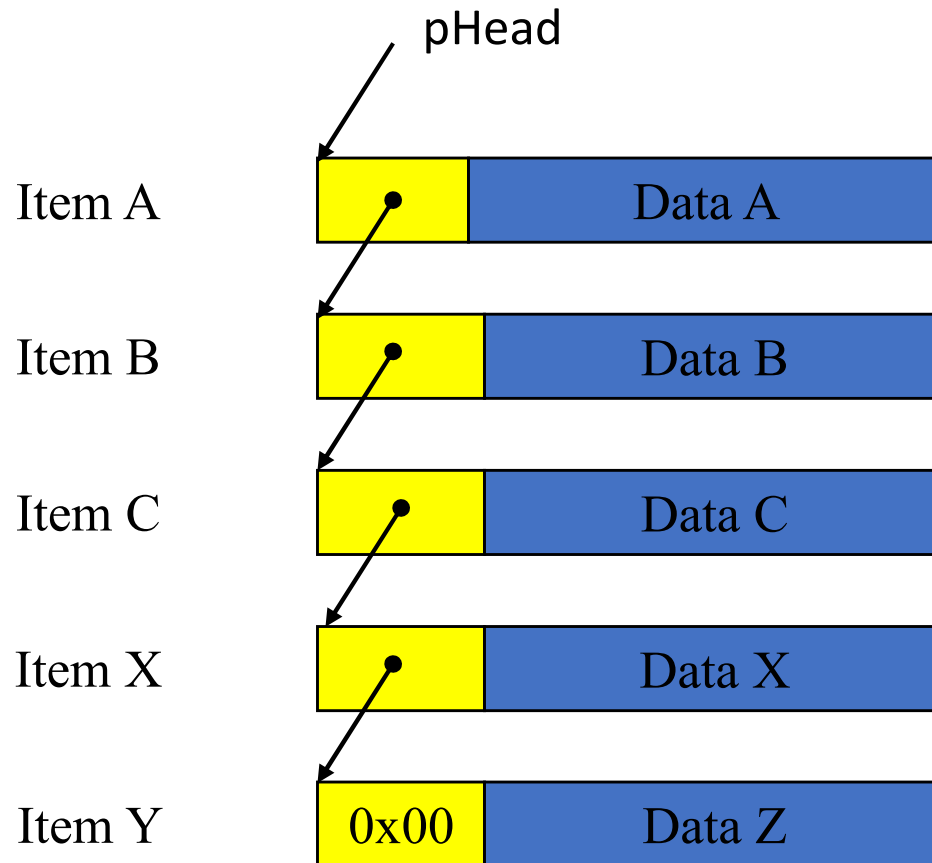 pHead
Item A Data A
Item B Data B
Item C Data C
Item X Data X
Item Y 0x00 Data Z